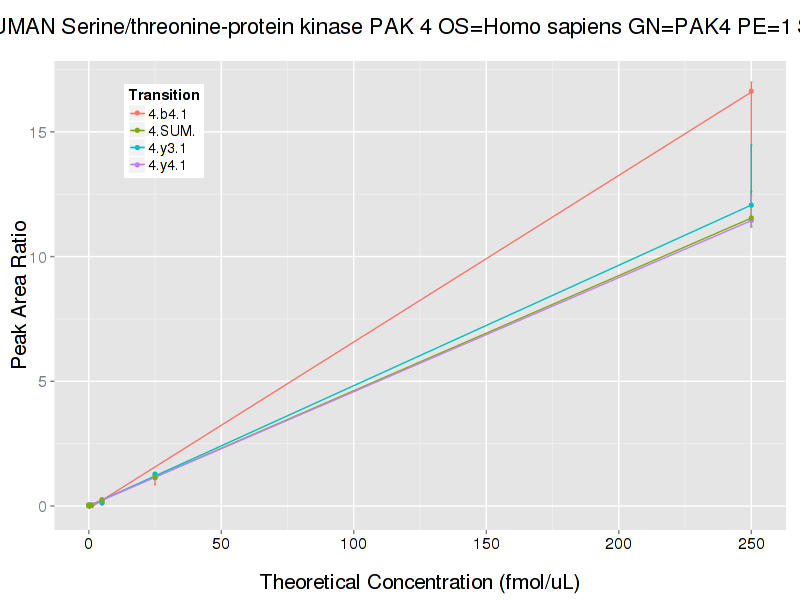 UMAN Serine/threonine-protein kinase PAK 4 OS=Homo sapiens GN=PAK4 PE=1
Transition
4.b4.1
4.SUM.
4.y3.1
4.y4.1
15
10
5
0
Peak Area Ratio
0 50 100 150 200 250
Theoretical Concentration (fmol/uL)